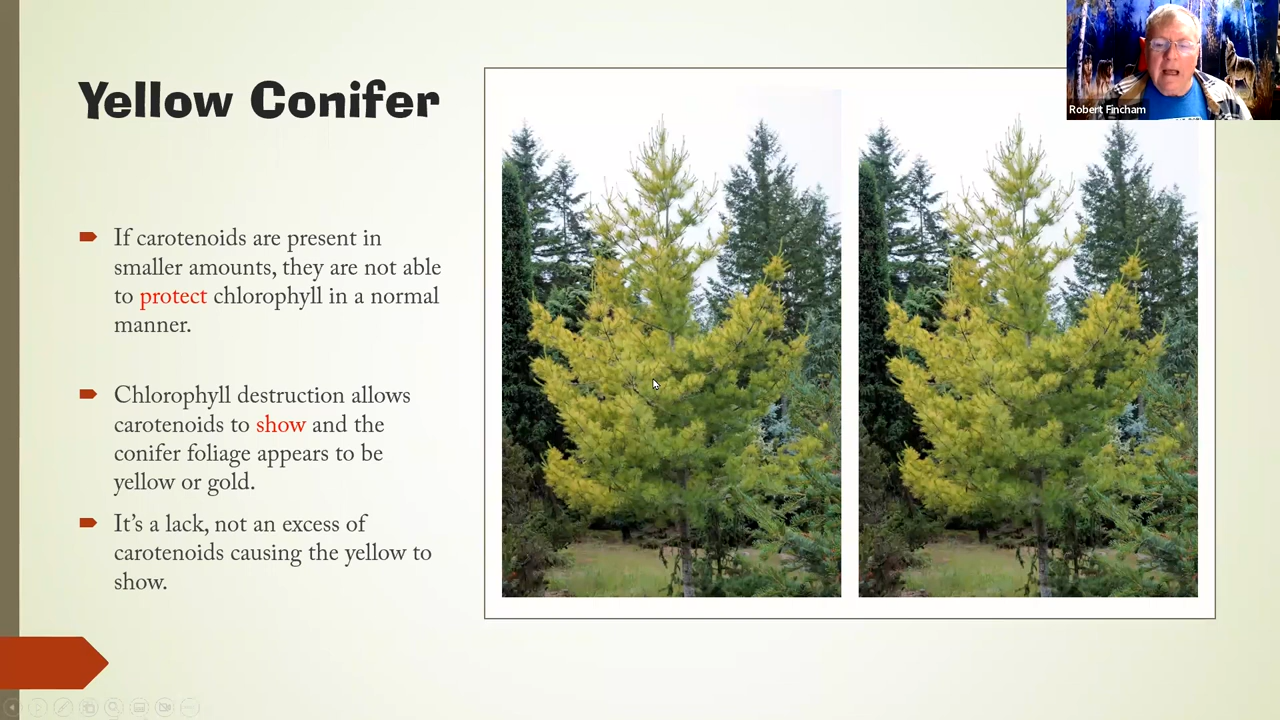 Yellow Conifer
Robert Fincham
If carotenoids are present in
smaller amounts, they are not able
to protect chlorophyll in a normal
manner.
Chlorophyll destruction allows
carotenoids to show and the
conifer foliage appears to be
yellow or gold.
It’s a lack, not an excess of
carotenoids causing the yellow to
show.